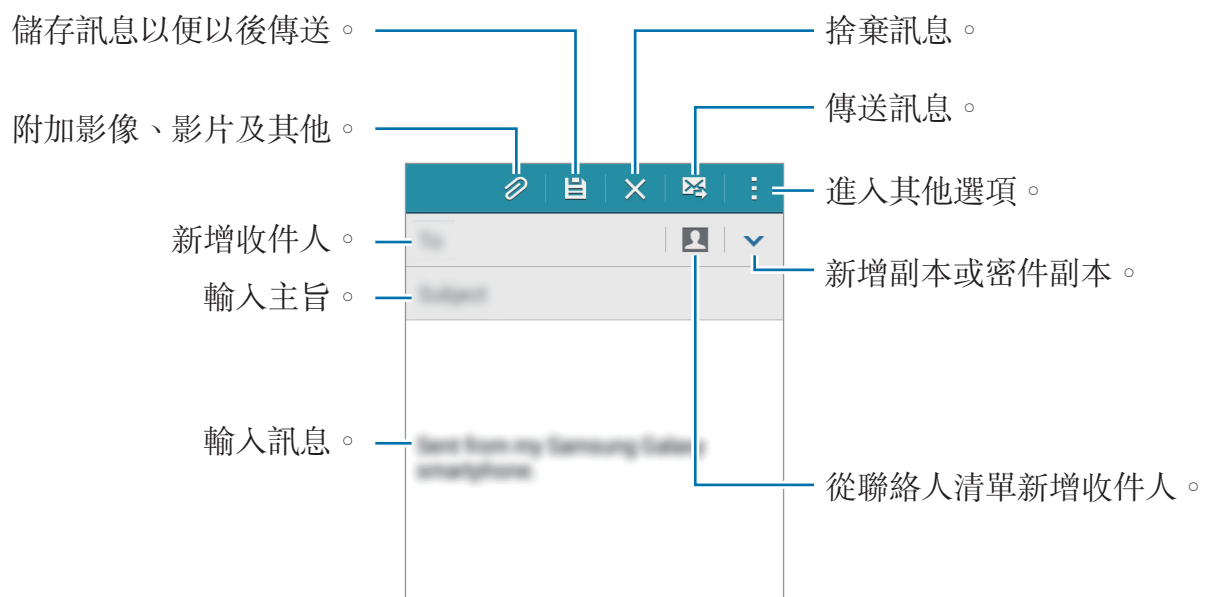 儲存訊息以便以後傳送。
捨棄訊息。
傳送訊息。
附加影像、影片及其他。
進入其他選項。
新增收件人。
To
新增副本或密件副本。
輸入主旨。
Subject
輸入訊息。
Sent from my Samsung Galaxy
smartphone.
從聯絡人清單新增收件人。